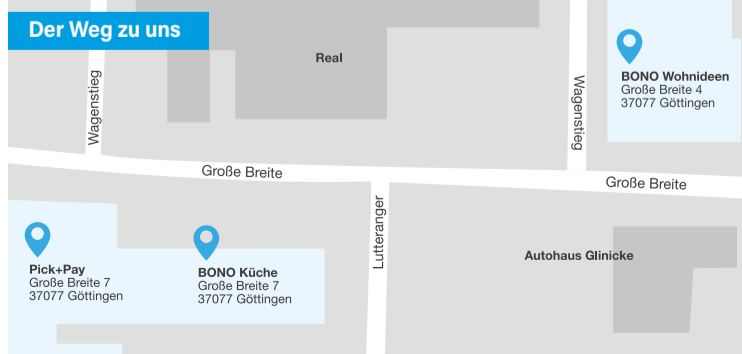 Der Weg zu uns
Real
BONO Wohnideen
Große Breite 4
37077 Göttingen
Wagenstieg
Wagenstieg
Große Breite
Große Breite
Lutteranger
Autohaus Glinicke
Pick+Pay
Große Breite 7
37077 Göttingen
BONO Küche
Große Breite 7
37077 Göttingen